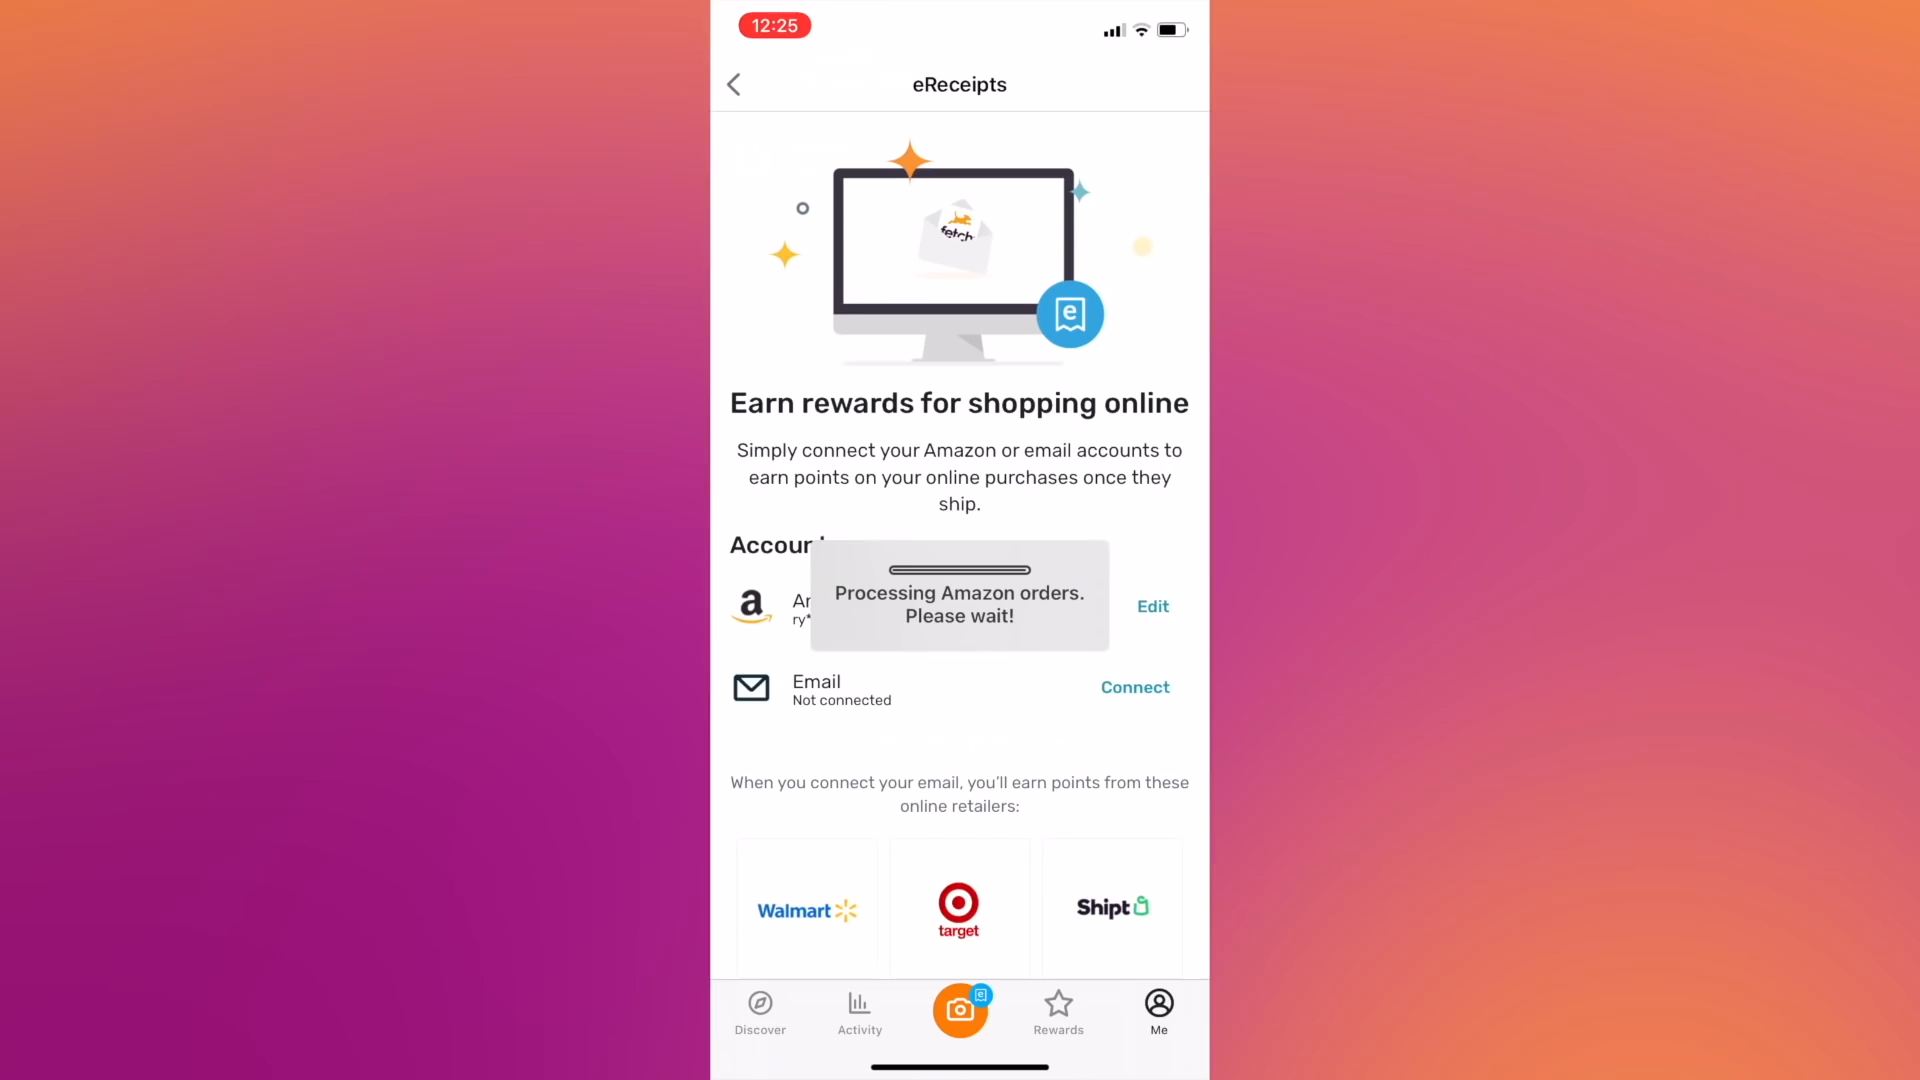 12:25
eReceipts
fetch
e
Earn rewards for shopping online
Simply connect your Amazon or email accounts to
earn points on your online purchases once they
ship.
Processing Amazon orders.
Please wait!
a
ry*
Edit
Email
Not connected
Connect
When you connect your email, you'll earn points from these
online retailers:
Walmart
target
Shipt
e
Discover
Activity
Rewards
Me